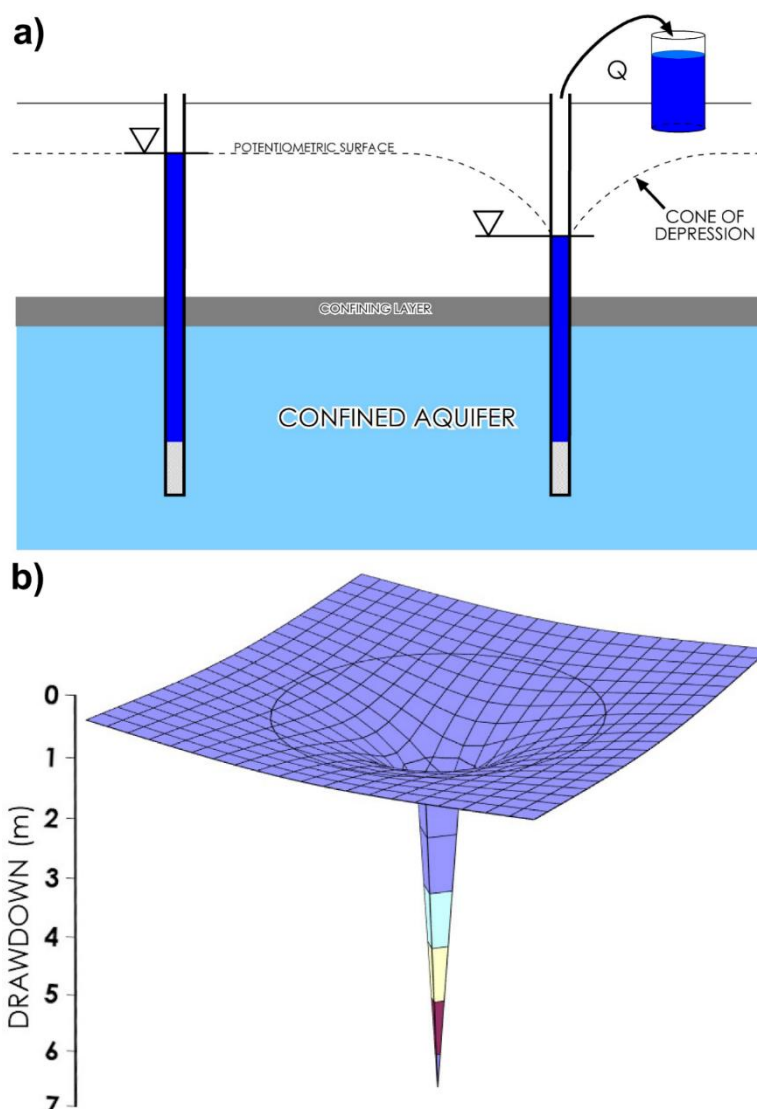 a)
Q
POTENTIOMETRIC SURFACE
CONE OF
DEPRESSION
CONFINING LAYER
CONFINED AQUIFER
b)
0
1
2
3
4
5
6
7
DRAWDOWN (m)